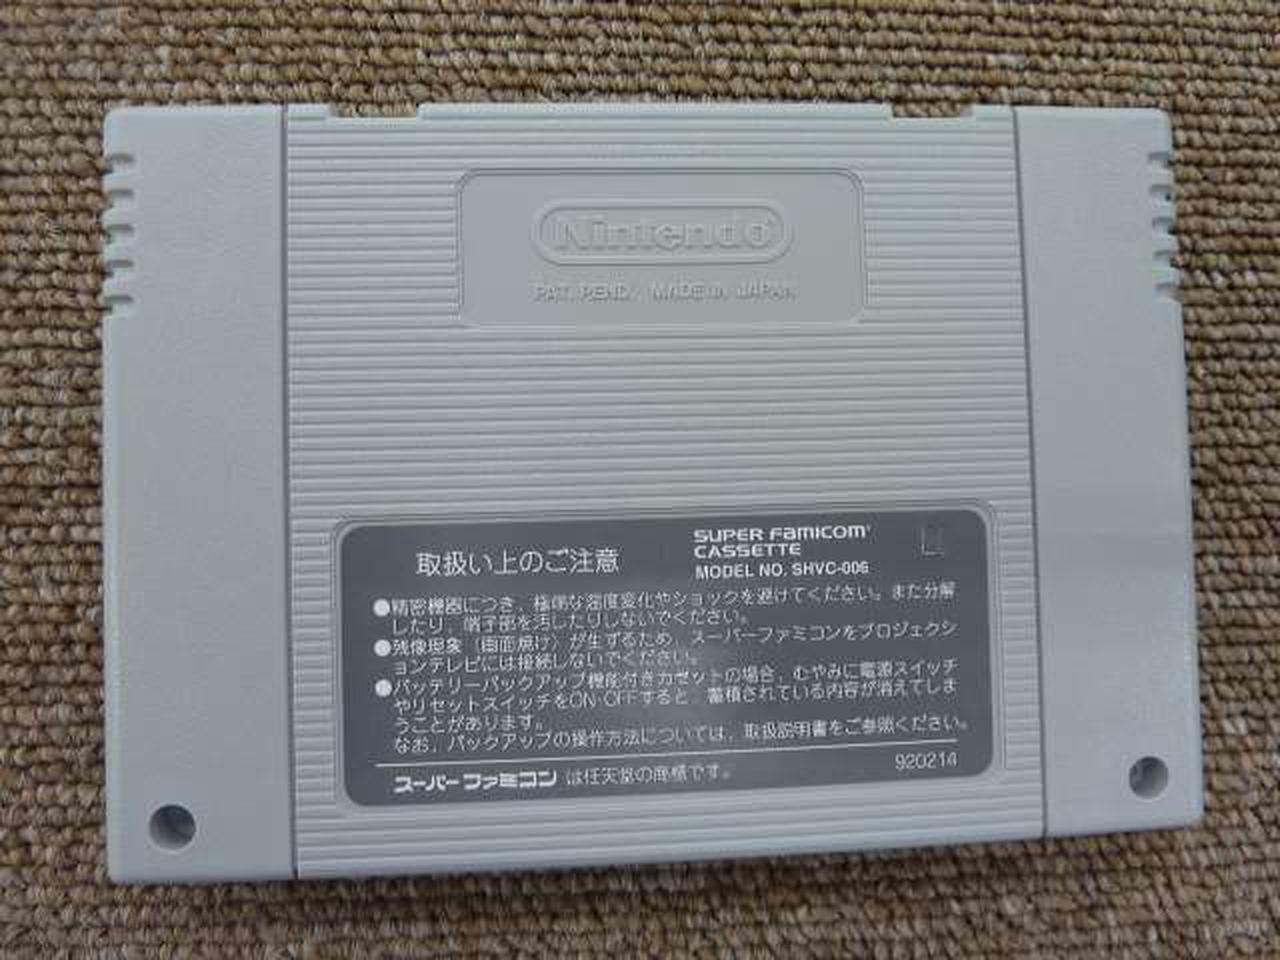 Nintendo
PAT. PEND. MADE IN JAPAN
取扱い上のご注意
SUPER FAMICOM
CASSETTE
MODEL NO. SHVC-006
●精密機器につき、極端な温度変化やショックを避けてください。また分解
したり、端子部を汚したりしないでください。
●残像現象（画面焼け）が生ずるため、スーパーファミコンをプロジェクシ
ョンテレビには接続しないでください。
●バッテリーバックアップ機能付きカセットの場合、むやみに電源スイッチ
やリセットスイッチをON・OFFすると、蓄積されている内容が消えてしま
うことがあります。
なお、バックアップの操作方法については、取扱説明書をご参照ください。
スーパーファミコンは任天堂の商標です。
920214